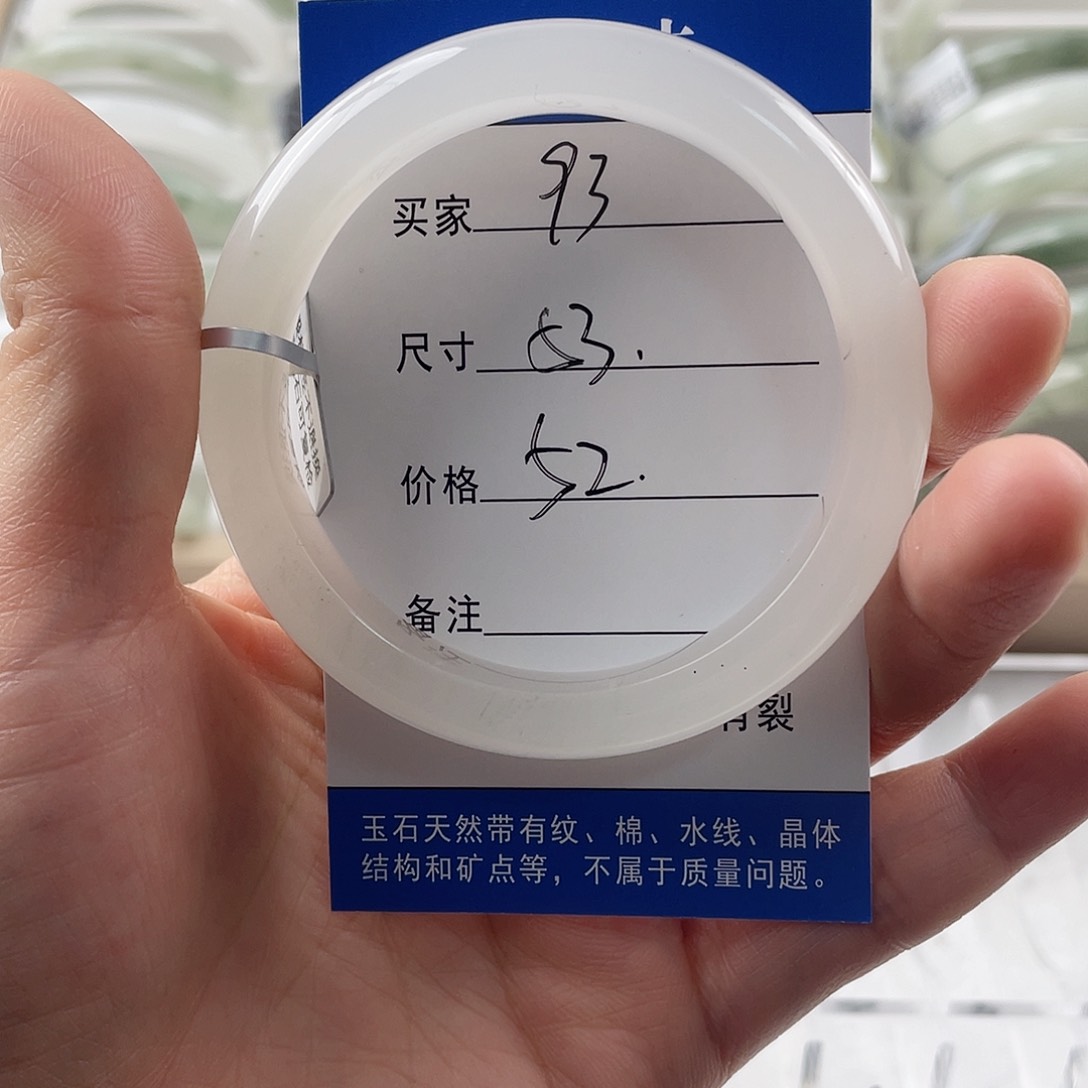 买家 93
尺寸 53.
价格 52.
备注
有裂
玉石天然带有纹、棉、水线、晶体
结构和矿点等，不属于质量问题。